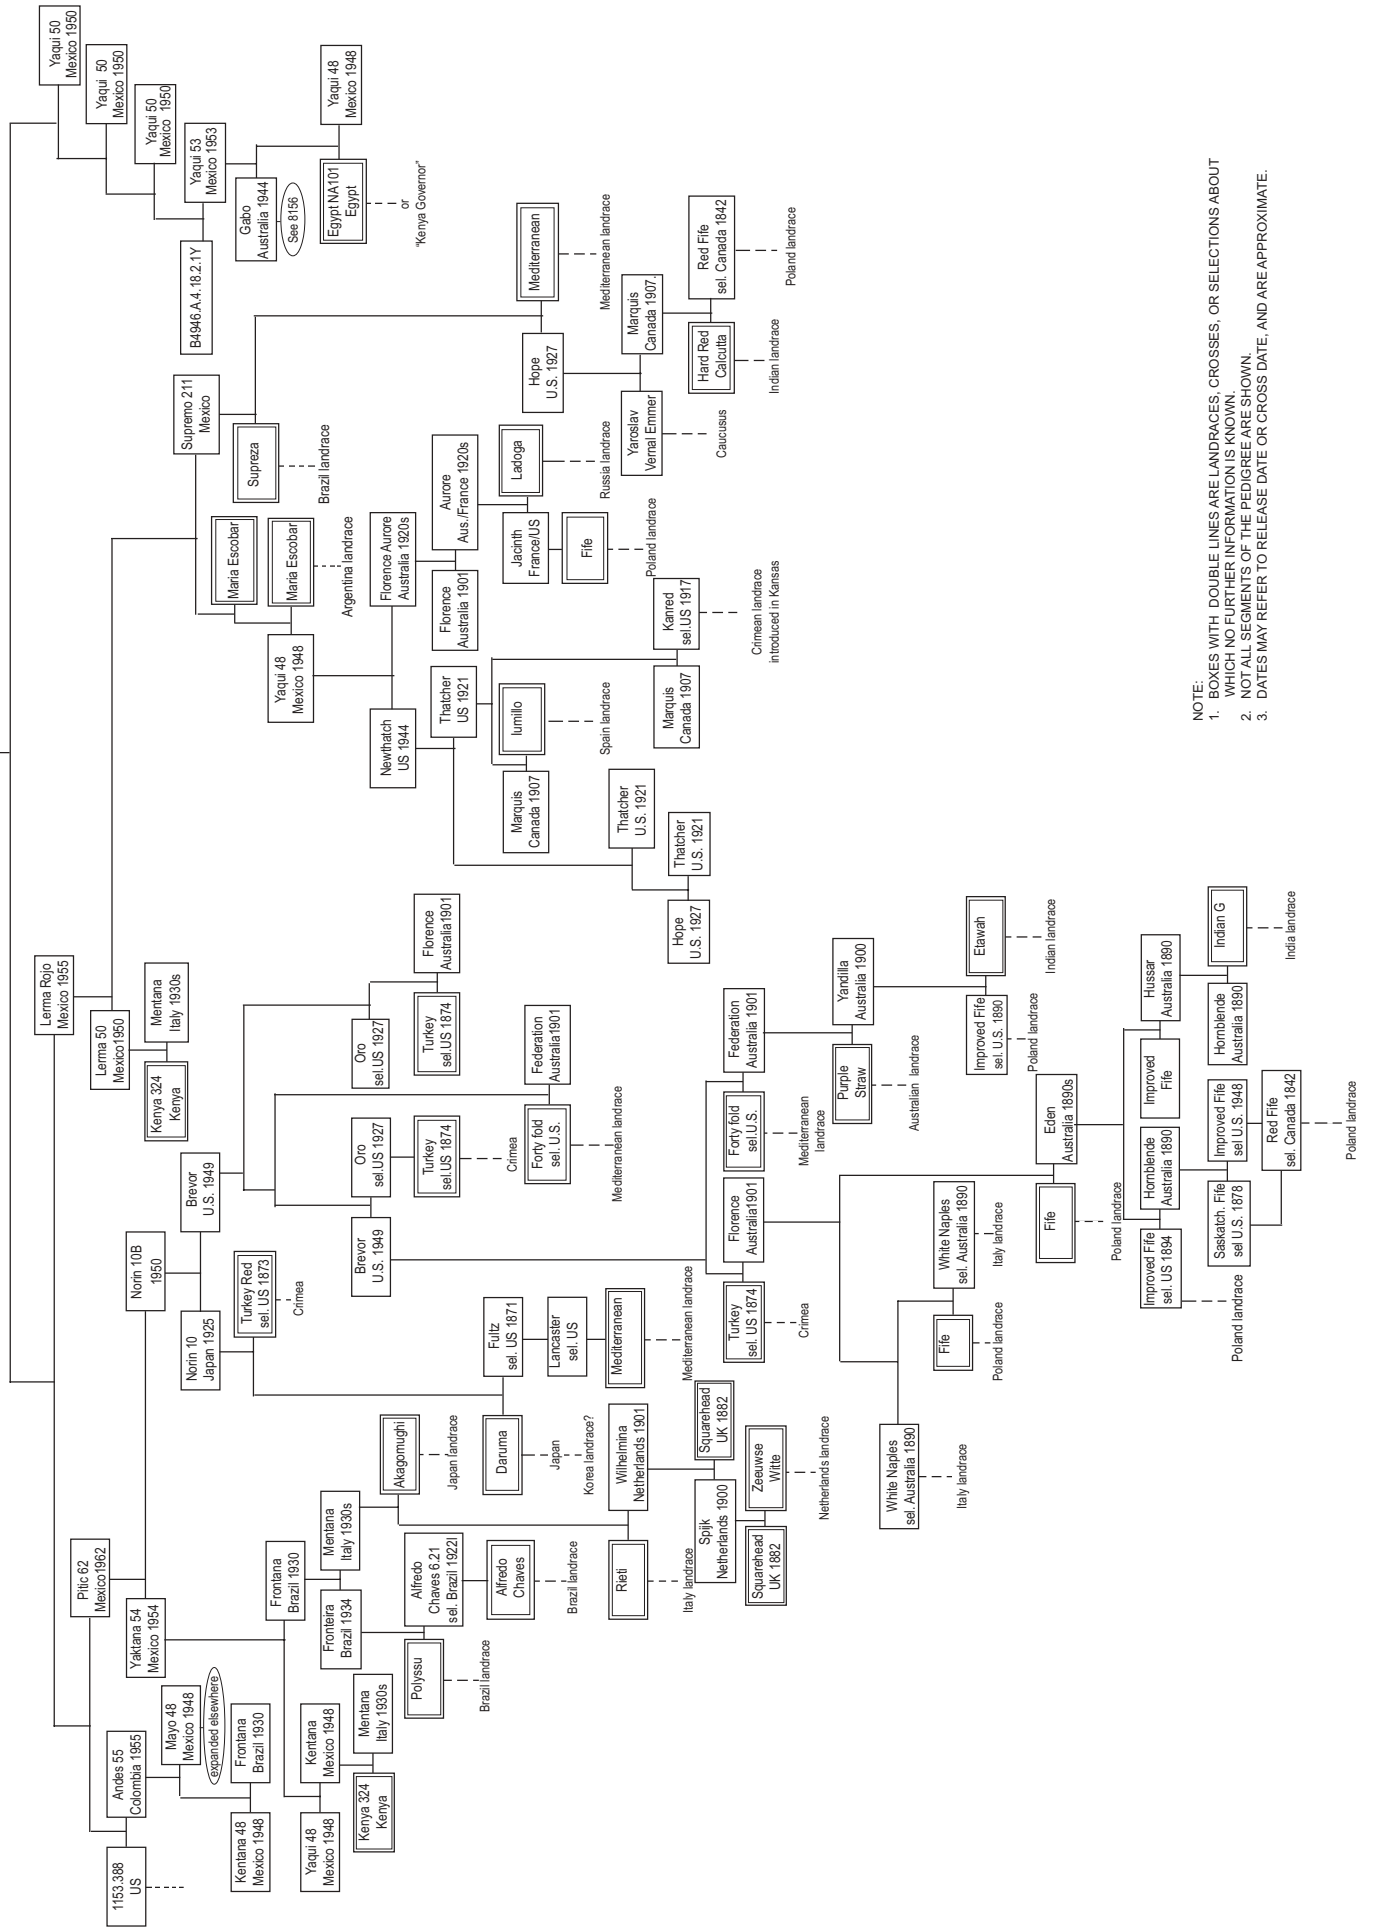 Yaqui 50
Mexico 1950
Yaqui 50
Mexico 1950
Yaqui 50
Mexico 1950
Yaqui 53
Mexico 1953
B4946.A.4.18.2.1Y
Gabo
Australia 1944
See 8156
Yaqui 48
Mexico 1948
Egypt NA101
Egypt
or
"Kenya Governor"
Lerma Rojo
Mexico 1955
Lerma 50
Mexico1950
Kenya 324
Kenya
Mentana
Italy 1930s
Supremo 211
Mexico
Supreza
Brazil landrace
Mediterranean
Mediterranean landrace
Hope
U.S. 1927
Yaroslav
Vernal Emmer
Caucusus
Marquis
Canada 1907.
Hard Red
Calcutta
Indian landrace
Red Fife
sel. Canada 1842
Poland landrace
Maria Escobar
Maria Escobar
Argentina landrace
Yaqui 48
Mexico 1948
Florence Aurore
Australia 1920s
Florence
Australia 1901
Aurore
Aus./France 1920s
Jacinth
France/US
Fife
Poland landrace
Ladoga
Russia landrace
Newthatch
US 1944
Thatcher
US 1921
Marquis
Canada 1907
Iumillo
Spain landrace
Marquis
Canada 1907
Kanred
sel.US 1917
Crimean landrace
introduced in Kansas
Thatcher
U.S. 1921
Hope
U.S. 1927
Thatcher
U.S. 1921
Pitic 62
Mexico1962
1153.388
US
Andes 55
Colombia 1955
Mayo 48
Mexico 1948
expanded elsewhere
Kentana 48
Mexico 1948
Frontana
Brazil 1930
Yaktana 54
Mexico 1954
Yaqui 48
Mexico 1948
Kentana
Mexico 1948
Kenya 324
Kenya
Mentana
Italy 1930s
Frontana
Brazil 1930
Fronteira
Brazil 1934
Polyssu
Brazil landrace
Alfredo
Chaves 6.21
sel. Brazil 1922l
Alfredo
Chaves
Brazil landrace
Mentana
Italy 1930s
Akagomughi
Japan landrace
Rieti
Italy landrace
Wilhelmina
Netherlands 1901
Spijk
Netherlands 1900
Squarehead
UK 1882
Squarehead
UK 1882
Zeeuwse
Witte
Netherlands landrace
Norin 10B
1950
Norin 10
Japan 1925
Turkey Red
sel. US 1873
Crimea
Daruma
Japan
Korea landrace?
Fultz
sel. US 1871
Lancaster
sel. US
Mediterranean
Mediterranean landrace
Brevor
U.S. 1949
Oro
sel.US 1927
Turkey
sel.US 1874
Florence
Australia1901
Forty fold
sel. U.S.
Mediterranean landrace
Federation
Australia1901
Brevor
U.S. 1949
Oro
sel.US 1927
Turkey
sel.US 1874
Crimea
Turkey
sel. US 1874
Crimea
Florence
Australia1901
Forty fold
sel.U.S.
Mediterranean
landrace
Federation
Australia 1901
Purple
Straw
Australian landrace
Yandilla
Australia 1900
Improved Fife
sel. U.S. 1890
Poland landrace
Etawah
Indian landrace
White Naples
sel. Australia 1890
Italy landrace
Fife
Poland landrace
White Naples
sel. Australia 1890
Italy landrace
Fife
Poland landrace
Eden
Australia 1890s
Improved Fife
sel. US 1894
Poland landrace
Hornblende
Australia 1890
Saskatch. Fife
sel U.S. 1878
Improved Fife
sel U.S. 1948
Red Fife
sel. Canada 1842
Poland landrace
Improved
Fife
Hussar
Australia 1890
Hornblende
Australia 1890
Indian G
India landrace
NOTE:
1. BOXES WITH DOUBLE LINES ARE LANDRACES, CROSSES, OR SELECTIONS ABOUT
WHICH NO FURTHER INFORMATION IS KNOWN.
2. NOT ALL SEGMENTS OF THE PEDIGREE ARE SHOWN.
3. DATES MAY REFER TO RELEASE DATE OR CROSS DATE, AND ARE APPROXIMATE.